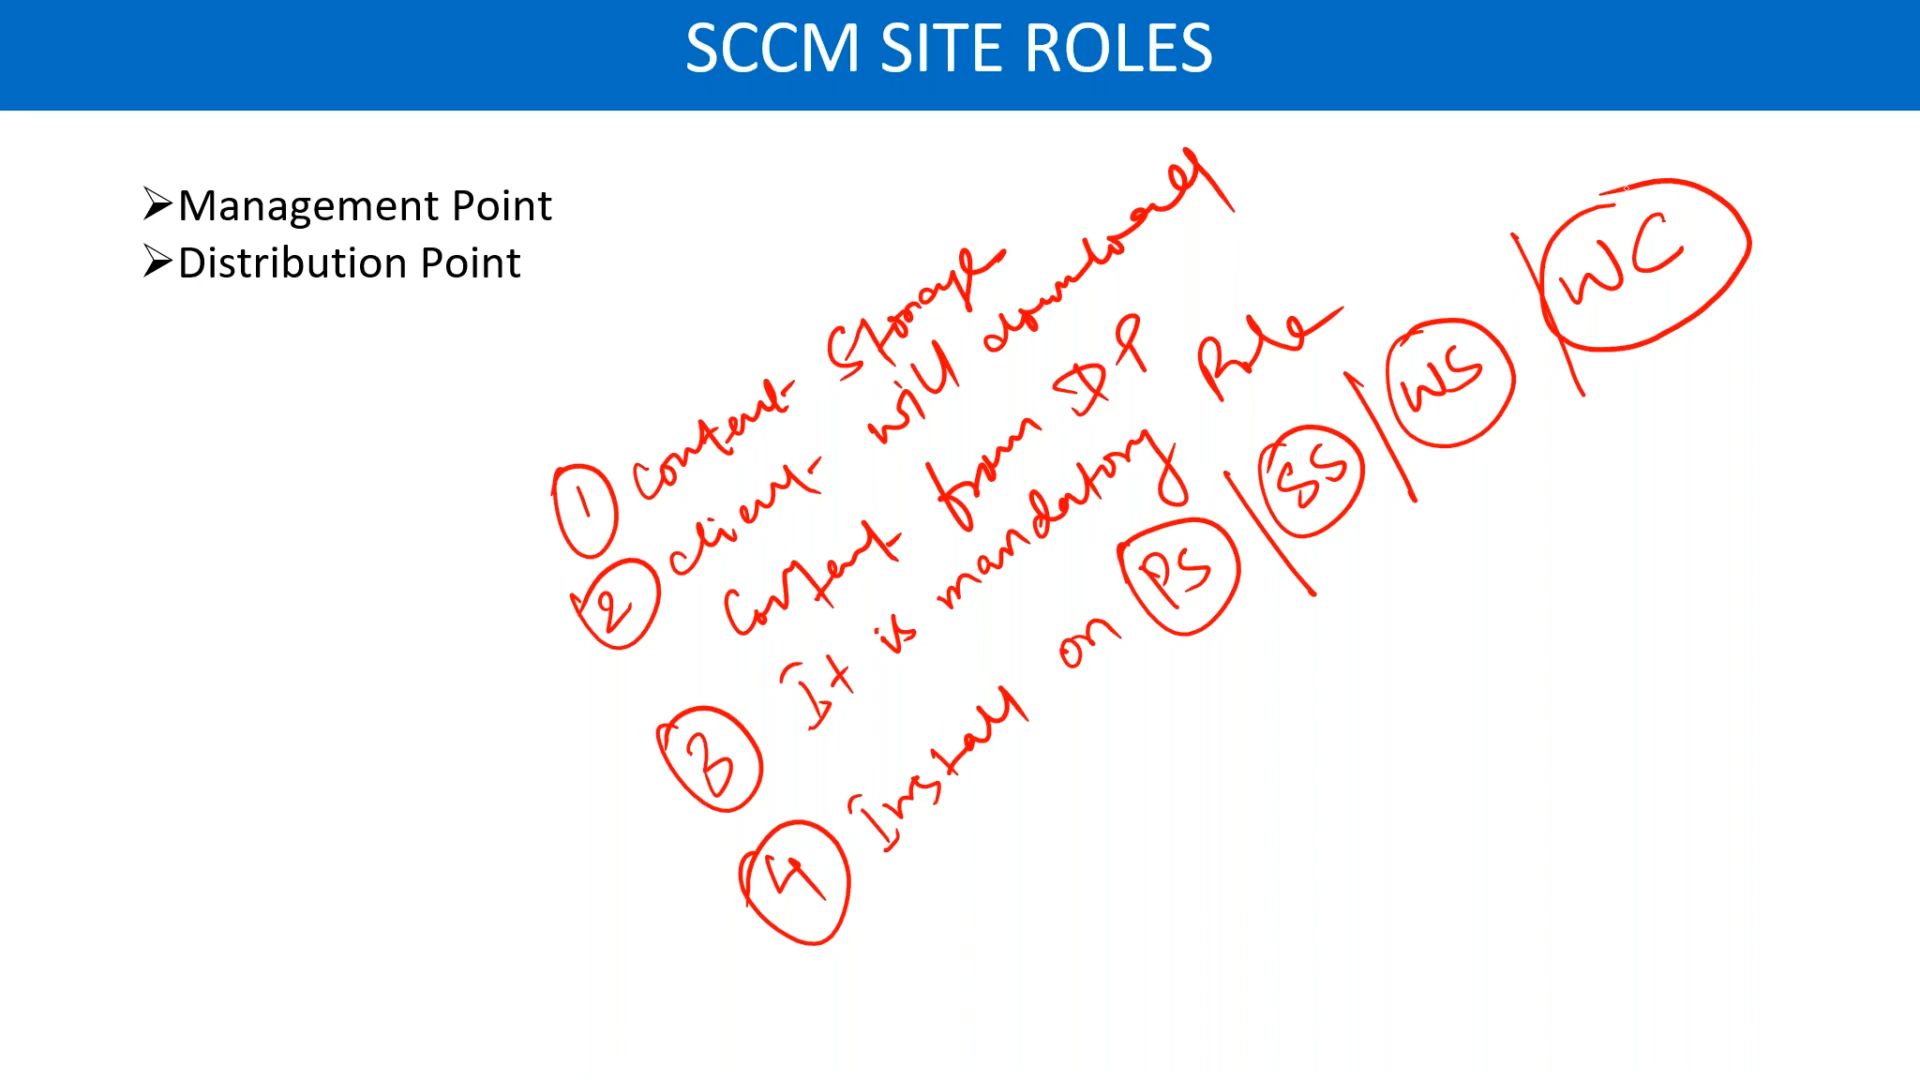 SCCM SITE ROLES
➢Management Point
➢Distribution Point
1 Content Storage
2 client will download
Content from DP
3 It is mandatory Role
4 Install on PS / SS / WS / WC